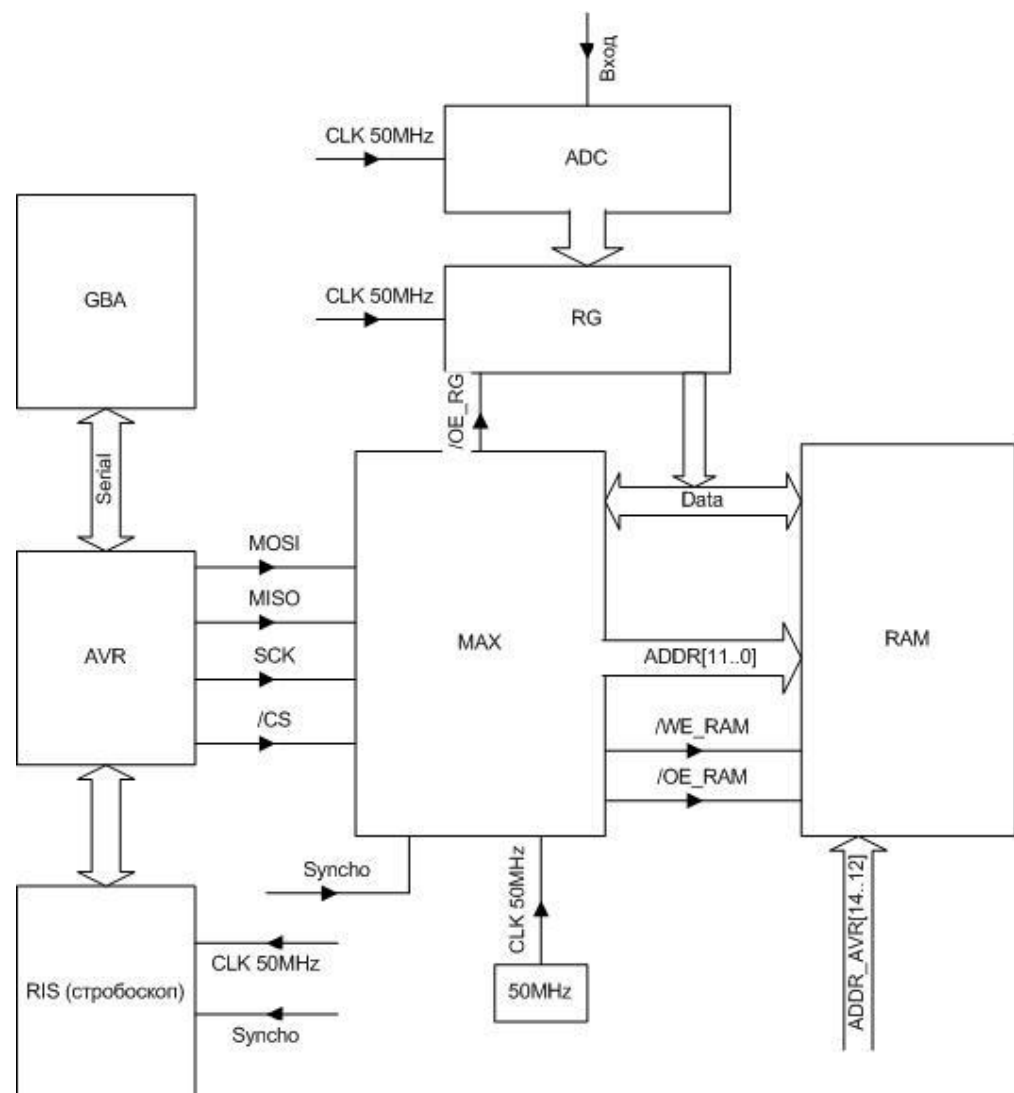 Вход
CLK 50MHz
ADC
GBA
CLK 50MHz
RG
/OE_RG
Serial
Data
MOSI
MISO
AVR
SCK
/CS
MAX
ADDR[11..0]
RAM
/WE_RAM
/OE_RAM
Syncho
CLK 50MHz
ADDR_AVR[14..12]
CLK 50MHz
RIS (стробоскоп)
50MHz
Syncho